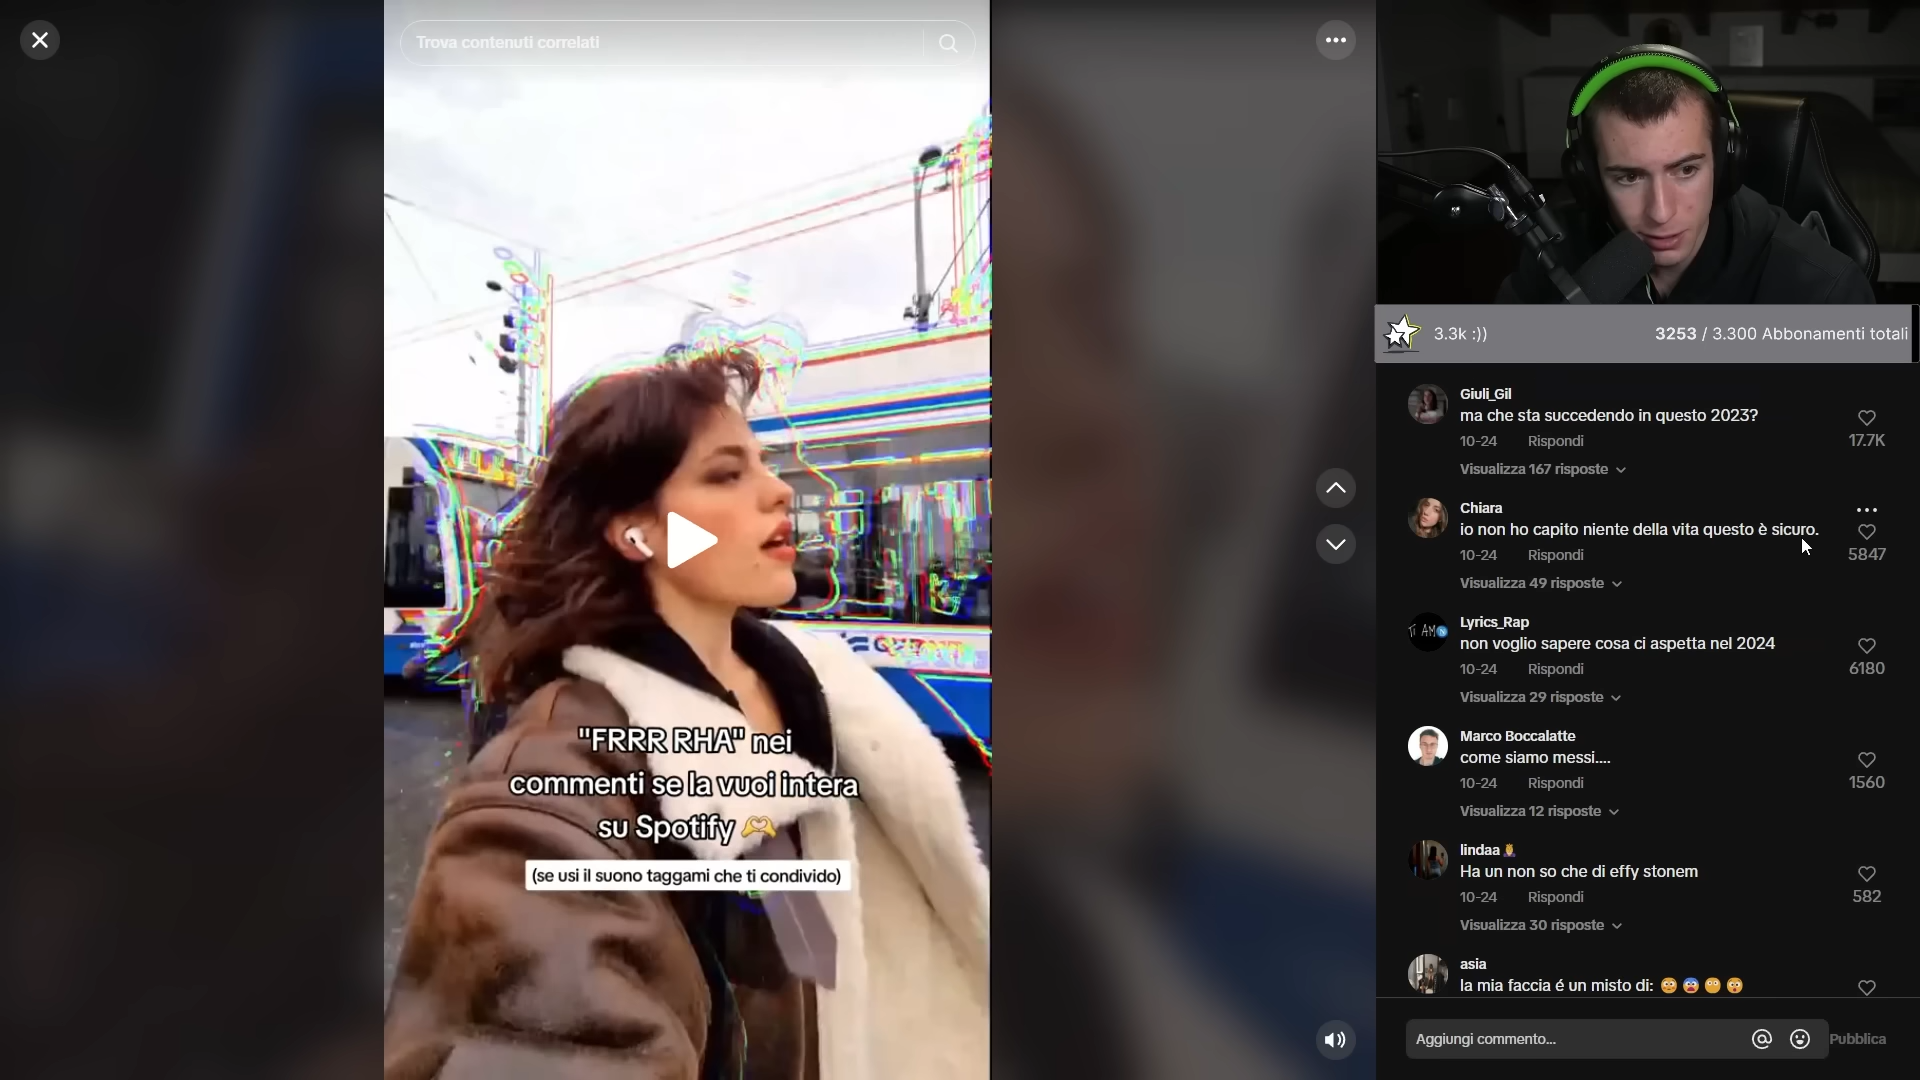 Trova contenuti correlati
"FRRR RHA" nei
commenti se la vuoi intera
su Spotify 🫶
(se usi il suono taggami che ti condivido)
3.3k :))
3253 / 3.300 Abbonamenti totali
Giuli_Gil
ma che sta succedendo in questo 2023?
10-24 Rispondi
17.7K
Visualizza 167 risposte
Chiara
io non ho capito niente della vita questo è sicuro.
10-24 Rispondi
5847
Visualizza 49 risposte
Lyrics_Rap
non voglio sapere cosa ci aspetta nel 2024
10-24 Rispondi
6180
Visualizza 29 risposte
Marco Boccalatte
come siamo messi....
10-24 Rispondi
1560
Visualizza 12 risposte
lindaa
Ha un non so che di effy stonem
10-24 Rispondi
582
Visualizza 30 risposte
asia
la mia faccia é un misto di:
Aggiungi commento...
Pubblica